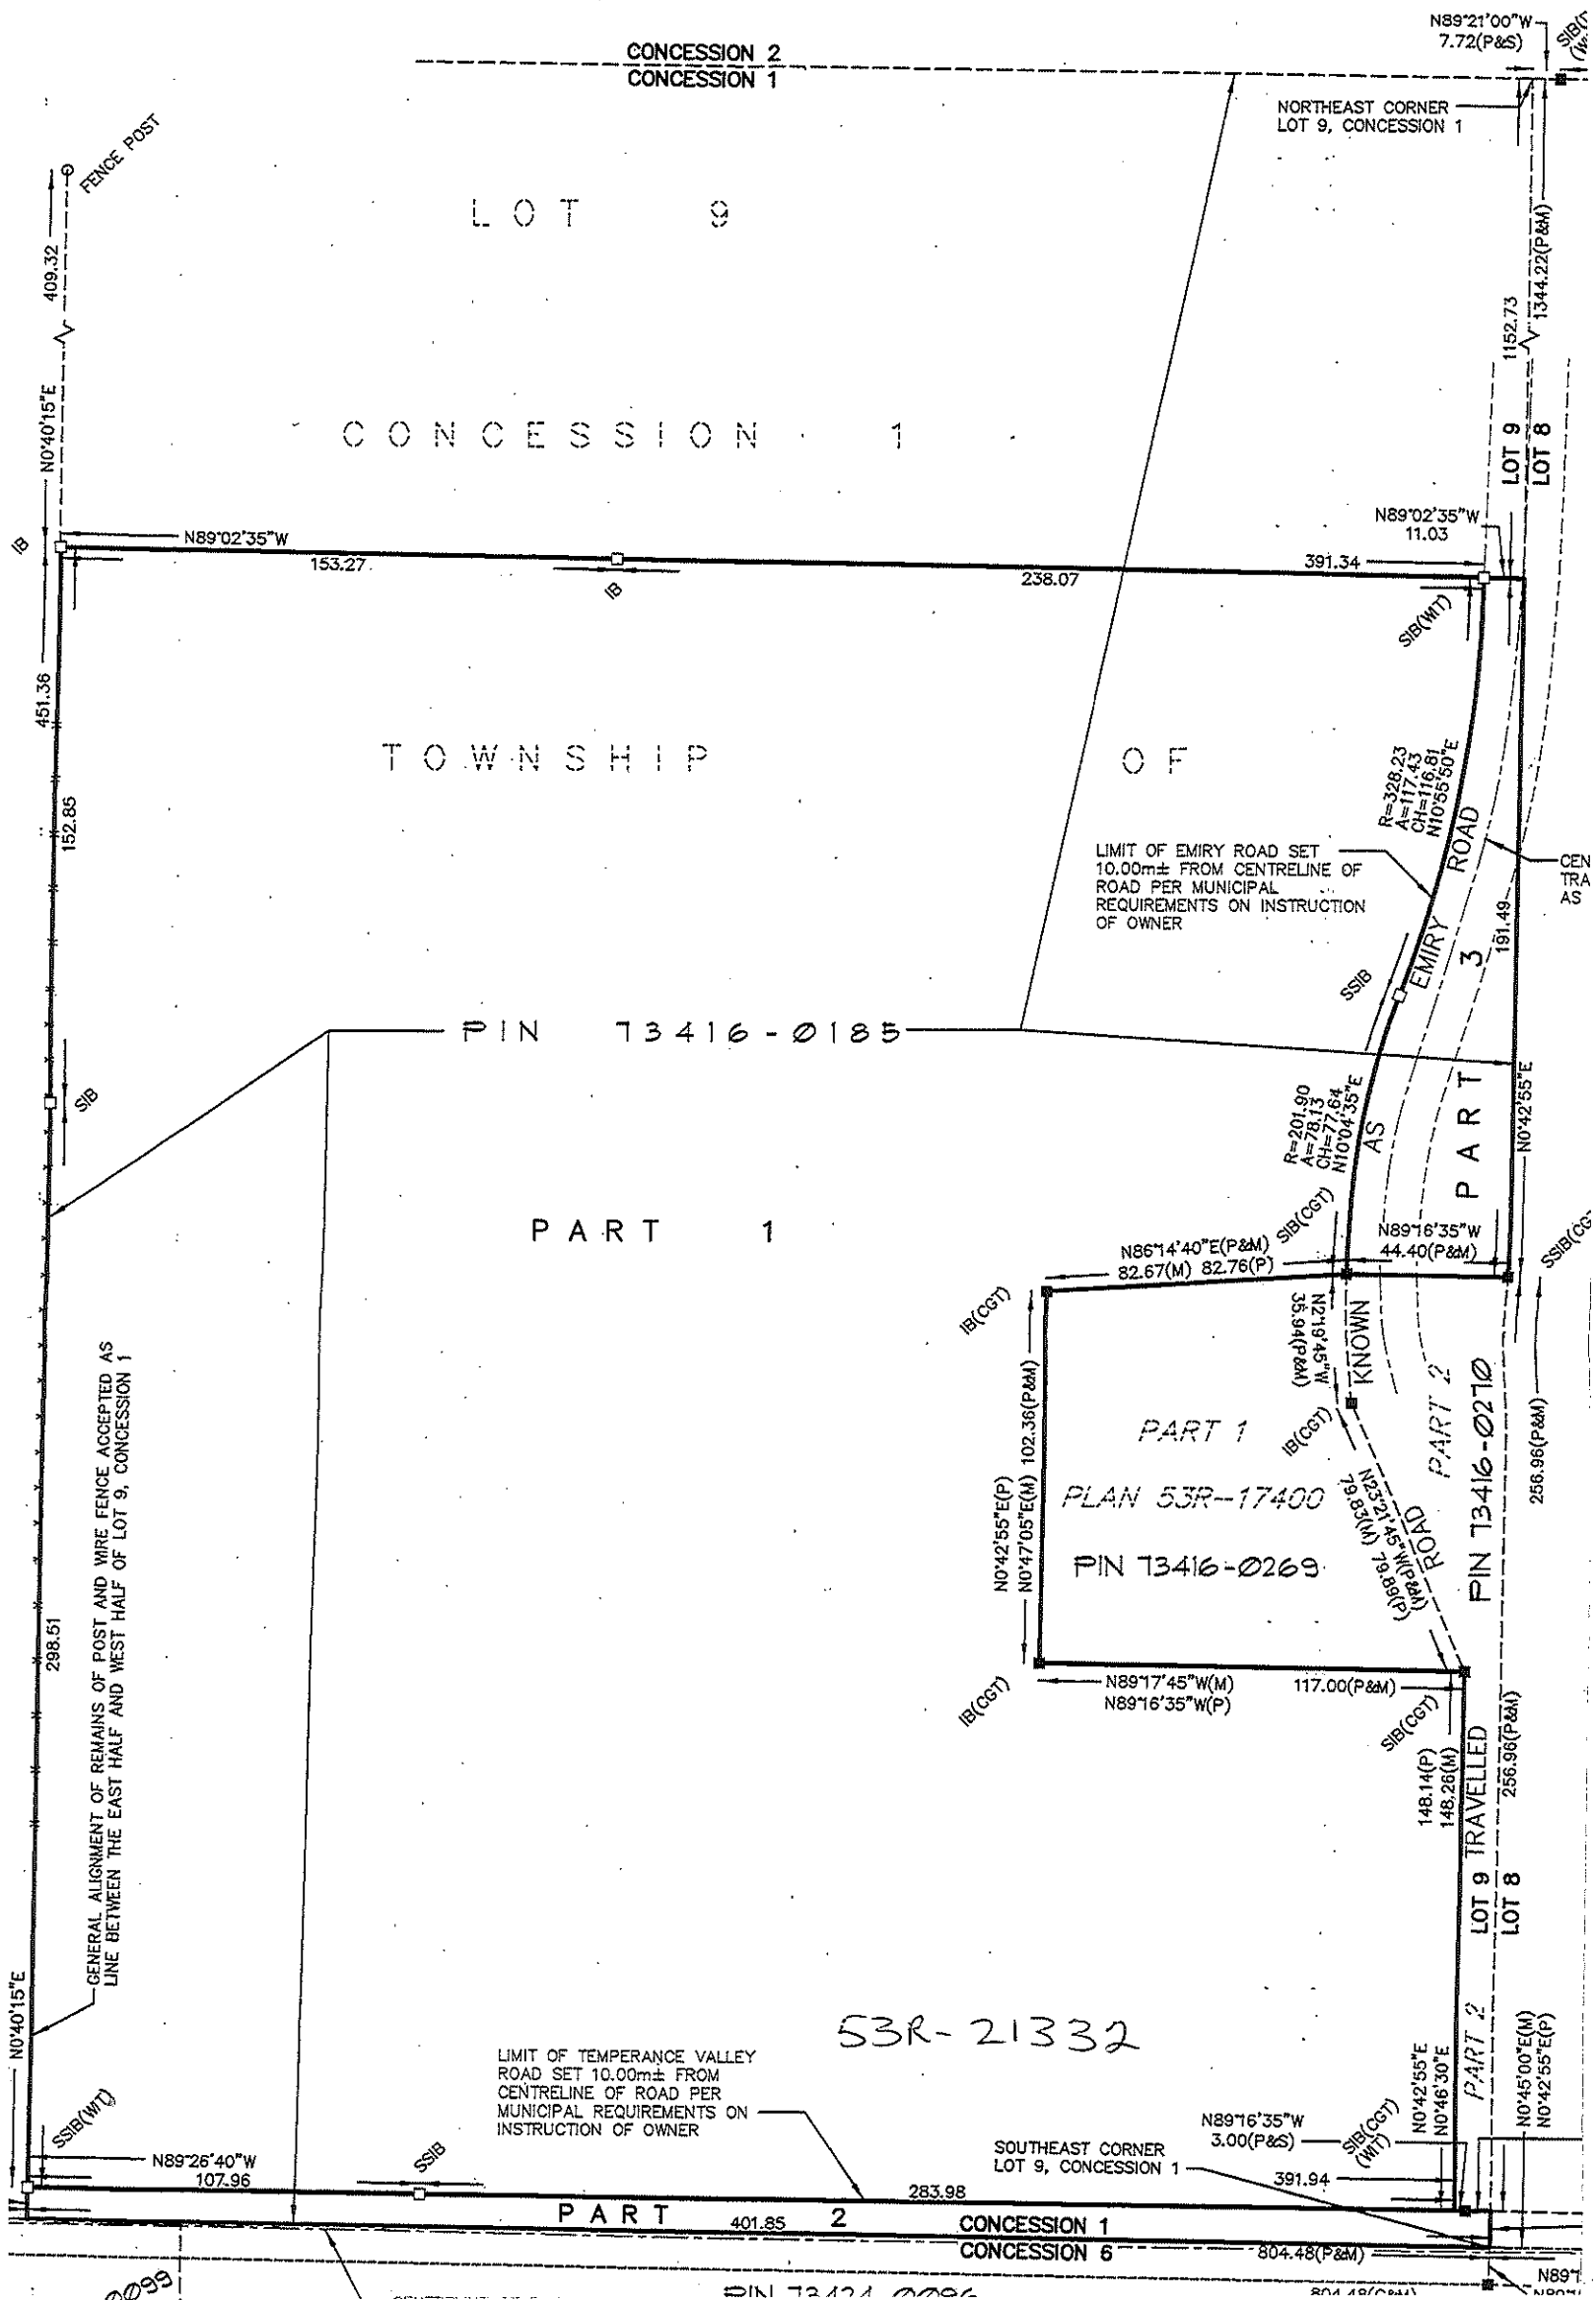 N89°21'00"W
7.72(P&S)
CONCESSION 2
CONCESSION 1
NORTHEAST CORNER
LOT 9, CONCESSION 1
FENCE POST
LOT 9
409.32
1344.22(P&M)
1152.73
N0°40'15"E
CONCESSION 1
LOT 9
LOT 8
N89°02'35"W
11.03
IB
N89°02'35"W
153.27
391.34
238.07
IB
SIB(WIT)
451.36
TOWNSHIP OF
152.85
R=328.23
A=117.43
CH=116.81
N10°55'50"E
LIMIT OF EMIRY ROAD SET
10.00m± FROM CENTRELINE OF
ROAD PER MUNICIPAL
REQUIREMENTS ON INSTRUCTION
OF OWNER
CEN
TRA
AS
EMIRY ROAD
191.49
SSIB
PART 3
PIN 73416-0185
SIB
N0°42'55"E
R=201.90
A=78.13
CH=77.64
N10°04'35"E
AS
PART 1
SIB(CGT)
N89°16'35"W
44.40(P&M)
N86°14'40"E(P&M)
82.67(M) 82.76(P)
IB(CGT)
N2°19'45"W
35.94(P&M)
KNOWN
GENERAL ALIGNMENT OF REMAINS OF POST AND WIRE FENCE ACCEPTED AS
LINE BETWEEN THE EAST HALF AND WEST HALF OF LOT 9, CONCESSION 1
102.36(P&M)
PART 1
IB(CGT)
PART 2
PIN 73416-0270
256.96(P&M)
PLAN 53R-17400
N0°42'55"E(P)
N0°47'05"E(M)
N23°21'45"W(P&M)
79.83(M) 79.89(P)
ROAD
PIN 73416-0269
298.51
IB(CGT)
N89°17'45"W(M)
N89°16'35"W(P)
117.00(P&M)
SIB(CGT)
148.14(P)
148.26(M)
TRAVELLED
256.96(P&M)
LOT 9
LOT 8
N0°40'15"E
53R-21332
LIMIT OF TEMPERANCE VALLEY
ROAD SET 10.00m± FROM
CENTRELINE OF ROAD PER
MUNICIPAL REQUIREMENTS ON
INSTRUCTION OF OWNER
N0°42'55"E
N0°46'30"E
PART 2
N0°45'00"E(M)
N0°42'55"E(P)
SSIB(WIT)
N89°26'40"W
107.96
SSIB
N89°16'35"W
3.00(P&S)
SIB(CGT)
(WIT)
SOUTHEAST CORNER
LOT 9, CONCESSION 1
391.94
283.98
PART 2
401.85
CONCESSION 1
CONCESSION 6
804.48(P&M)
0099